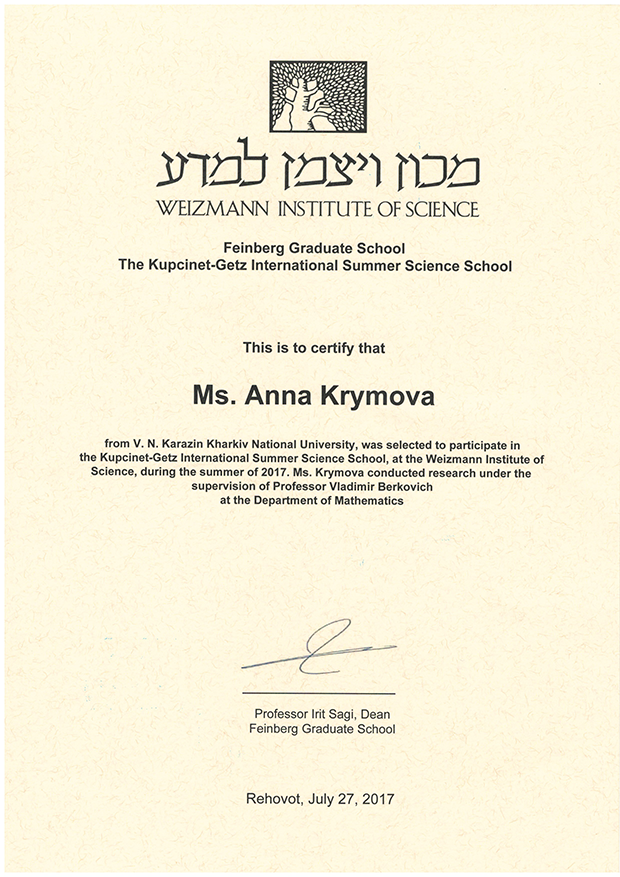 מכון ויצמן למדע
WEIZMANN INSTITUTE OF SCIENCE
Feinberg Graduate School
The Kupcinet-Getz International Summer Science School
This is to certify that
Ms. Anna Krymova
from V. N. Karazin Kharkiv National University, was selected to participate in
the Kupcinet-Getz International Summer Science School, at the Weizmann Institute of
Science, during the summer of 2017. Ms. Krymova conducted research under the
supervision of Professor Vladimir Berkovich
at the Department of Mathematics
Professor Irit Sagi, Dean
Feinberg Graduate School
Rehovot, July 27, 2017